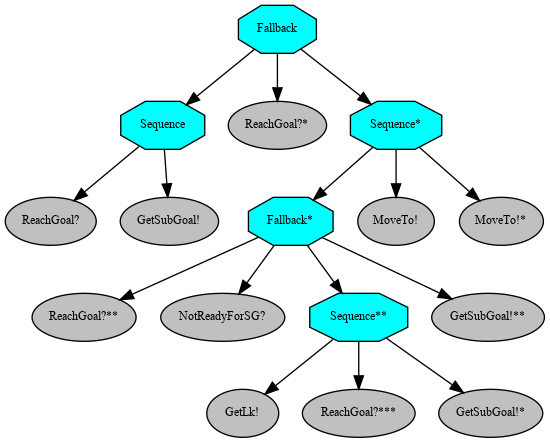 Fallback
Sequence
ReachGoal?*
Sequence*
ReachGoal?
GetSubGoal!
Fallback*
MoveTo!
MoveTo!*
ReachGoal?**
NotReadyForSG?
Sequence**
GetSubGoal!**
GetLk!
ReachGoal?***
GetSubGoal!*